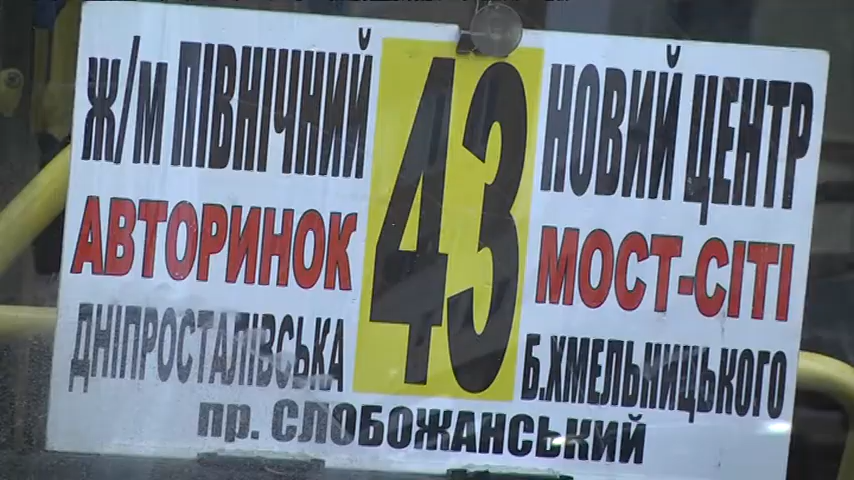 Ж/М ПІВНІЧНИЙ
АВТОРИНОК
ДНІПРОСТАЛІВСЬКА
43
НОВИЙ ЦЕНТР
МОСТ-СІТІ
Б.ХМЕЛЬНИЦЬКОГО
пр. СЛОБОЖАНСЬКИЙ